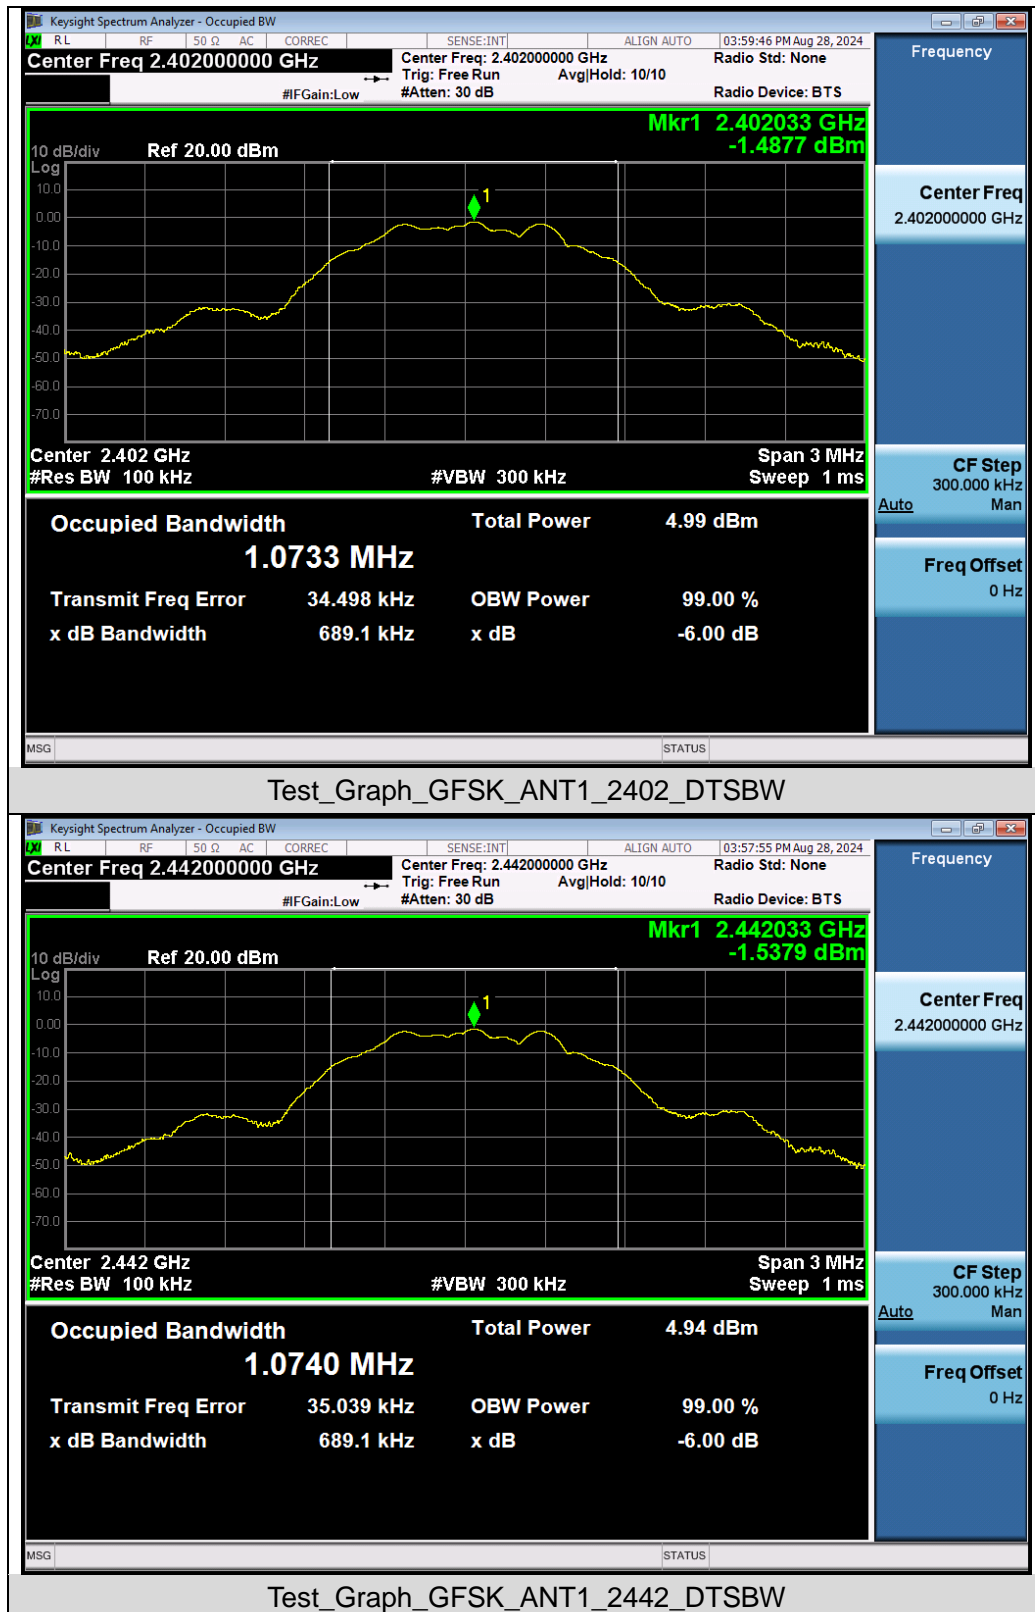 Keysight Spectrum Analyzer - Occupied BW
LXI RL RF 50 Ω AC CORREC SENSE:INT ALIGN AUTO 03:59:46 PM Aug 28, 2024
Center Freq 2.402000000 GHz
Center Freq: 2.402000000 GHz Radio Std: None
Trig: Free Run Avg|Hold: 10/10
#IFGain:Low #Atten: 30 dB Radio Device: BTS
Frequency
Mkr1 2.402033 GHz
-1.4877 dBm
10 dB/div Ref 20.00 dBm
Log
10.0
0.00
-10.0
-20.0
-30.0
-40.0
-50.0
-60.0
-70.0
1
Center 2.402 GHz Span 3 MHz
#Res BW 100 kHz #VBW 300 kHz Sweep 1 ms
Center Freq
2.402000000 GHz
CF Step
300.000 kHz
Auto Man
Freq Offset
0 Hz
Occupied Bandwidth Total Power 4.99 dBm
1.0733 MHz
Transmit Freq Error 34.498 kHz OBW Power 99.00 %
x dB Bandwidth 689.1 kHz x dB -6.00 dB
MSG STATUS
Test_Graph_GFSK_ANT1_2402_DTSBW
Keysight Spectrum Analyzer - Occupied BW
LXI RL RF 50 Ω AC CORREC SENSE:INT ALIGN AUTO 03:57:55 PM Aug 28, 2024
Center Freq 2.442000000 GHz
Center Freq: 2.442000000 GHz Radio Std: None
Trig: Free Run Avg|Hold: 10/10
#IFGain:Low #Atten: 30 dB Radio Device: BTS
Frequency
Mkr1 2.442033 GHz
-1.5379 dBm
10 dB/div Ref 20.00 dBm
Log
10.0
0.00
-10.0
-20.0
-30.0
-40.0
-50.0
-60.0
-70.0
1
Center 2.442 GHz Span 3 MHz
#Res BW 100 kHz #VBW 300 kHz Sweep 1 ms
Center Freq
2.442000000 GHz
CF Step
300.000 kHz
Auto Man
Freq Offset
0 Hz
Occupied Bandwidth Total Power 4.94 dBm
1.0740 MHz
Transmit Freq Error 35.039 kHz OBW Power 99.00 %
x dB Bandwidth 689.1 kHz x dB -6.00 dB
MSG STATUS
Test_Graph_GFSK_ANT1_2442_DTSBW